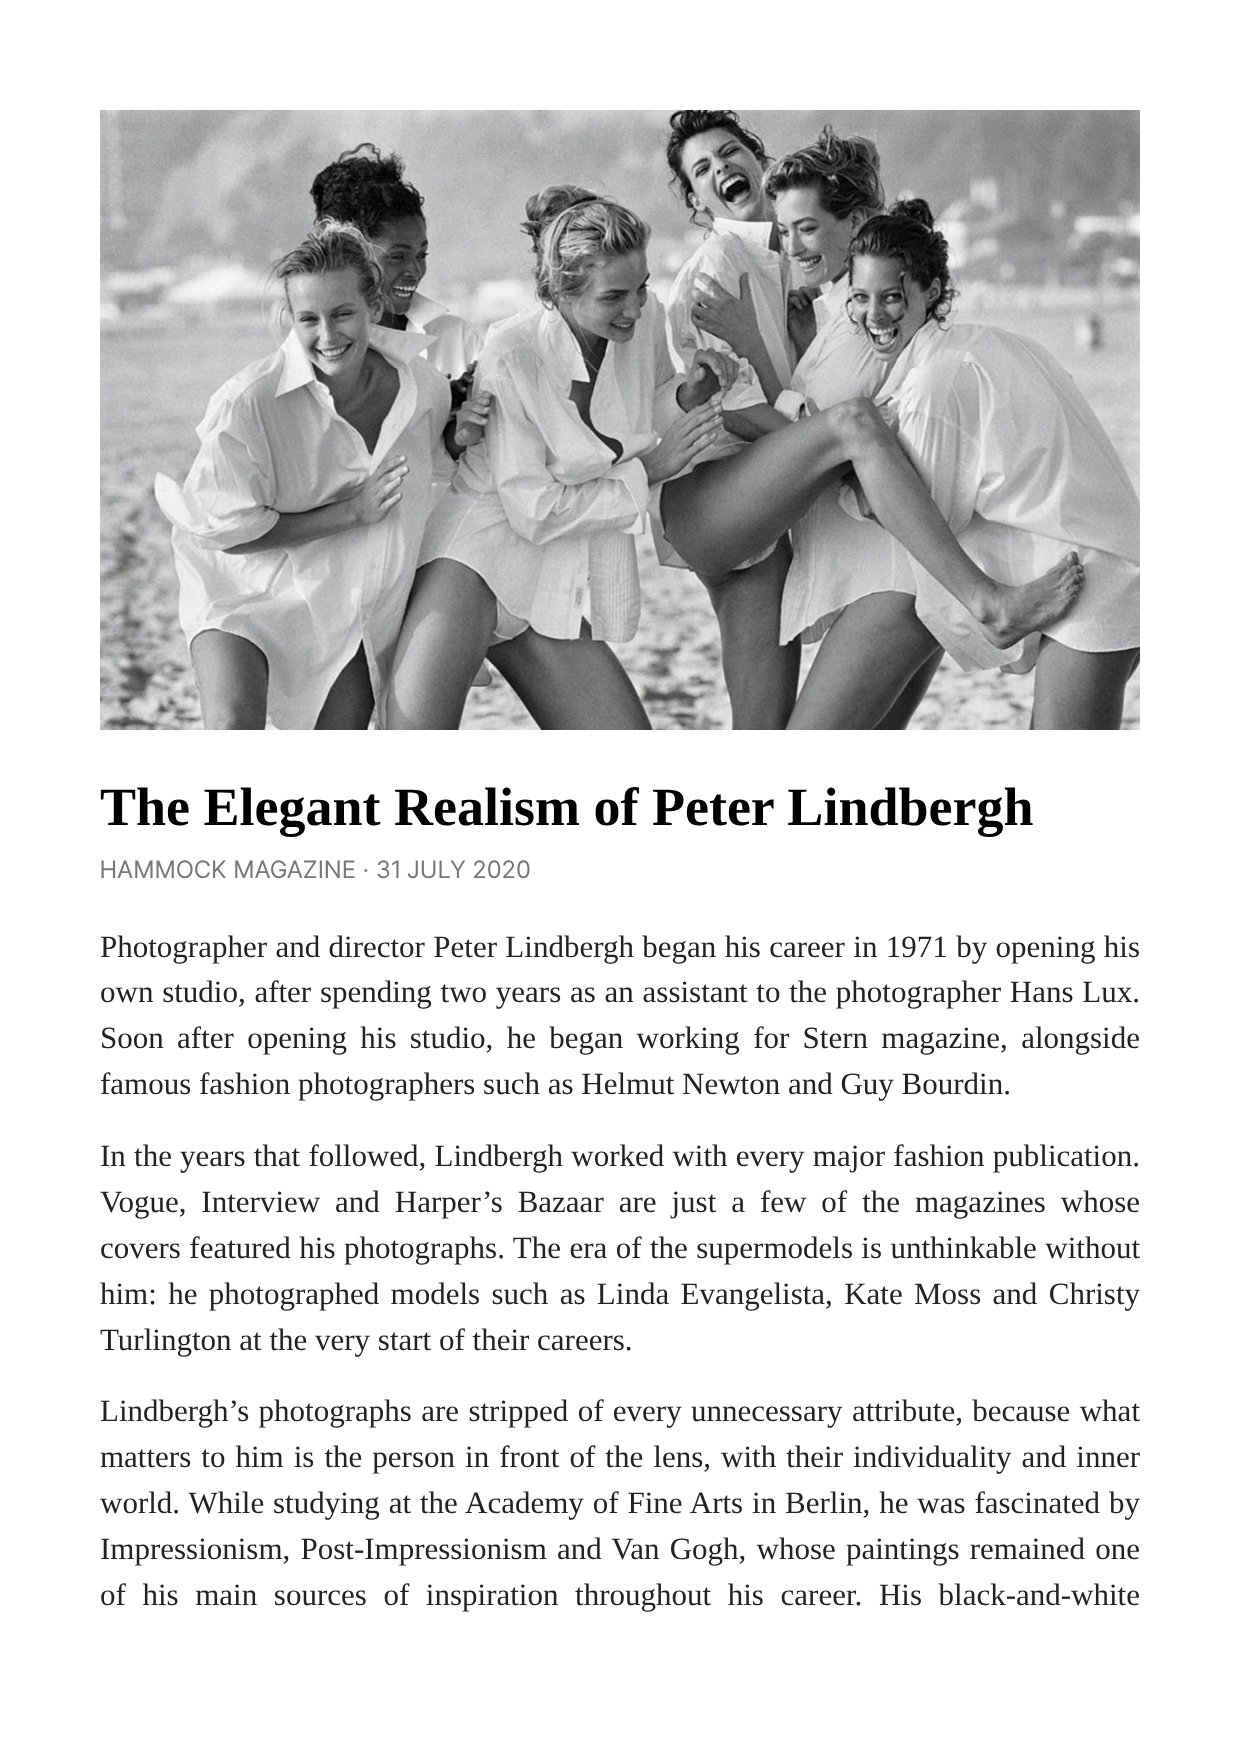 The Elegant Realism of Peter Lindbergh
HAMMOCK MAGAZINE · 31 JULY 2020
Photographer and director Peter Lindbergh began his career in 1971 by opening his
own studio, after spending two years as an assistant to the photographer Hans Lux.
Soon after opening his studio, he began working for Stern magazine, alongside
famous fashion photographers such as Helmut Newton and Guy Bourdin.
In the years that followed, Lindbergh worked with every major fashion publication.
Vogue, Interview and Harper’s Bazaar are just a few of the magazines whose
covers featured his photographs. The era of the supermodels is unthinkable without
him: he photographed models such as Linda Evangelista, Kate Moss and Christy
Turlington at the very start of their careers.
Lindbergh’s photographs are stripped of every unnecessary attribute, because what
matters to him is the person in front of the lens, with their individuality and inner
world. While studying at the Academy of Fine Arts in Berlin, he was fascinated by
Impressionism, Post-Impressionism and Van Gogh, whose paintings remained one
of his main sources of inspiration throughout his career. His black-and-white